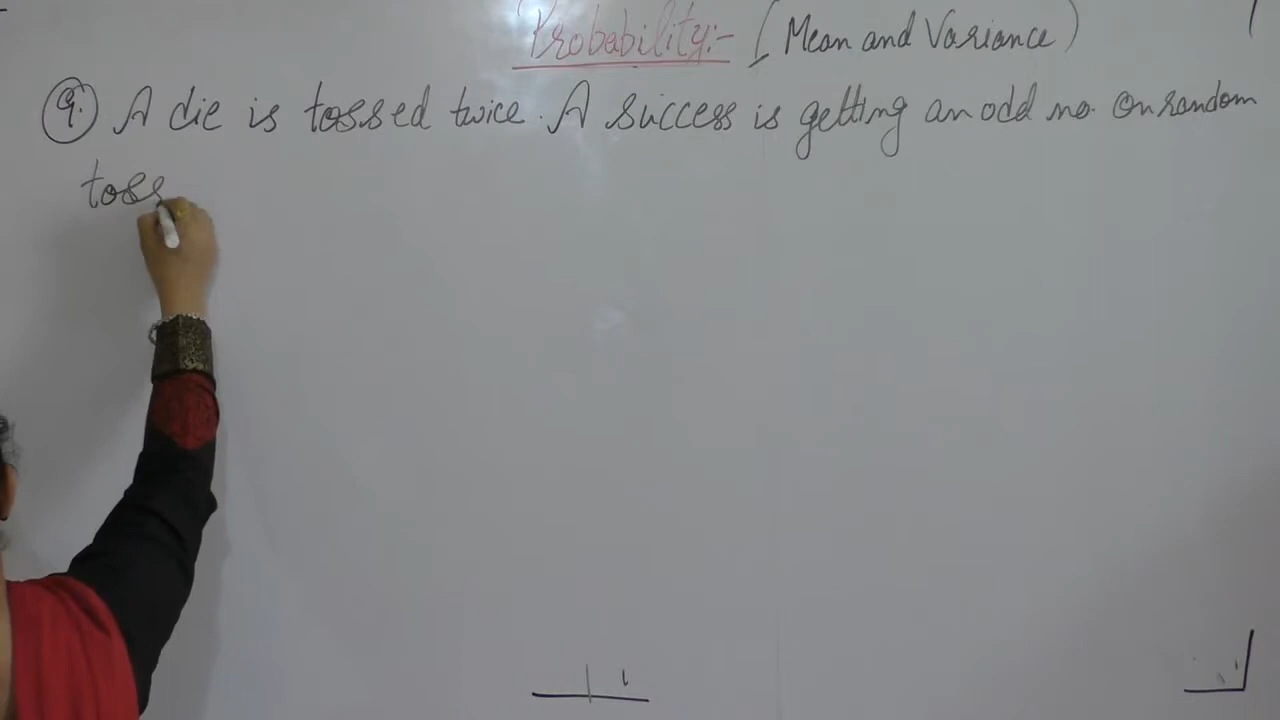 Probability:- [Mean and Variance)
Q. A die is tossed twice. A success is getting an odd no. on random
toss